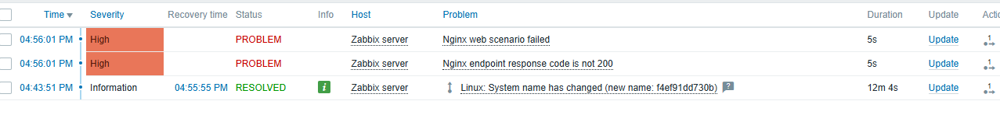 Time Severity Recovery time Status Info Host Problem Duration Update
04:56:01 PM High PROBLEM Zabbix server Nginx web scenario failed 5s Update 1
04:56:01 PM High PROBLEM Zabbix server Nginx endpoint response code is not 200 5s Update 1
04:43:51 PM Information 04:55:55 PM RESOLVED i Zabbix server Linux: System name has changed (new name: f4ef91dd730b) ? 12m 4s Update 1